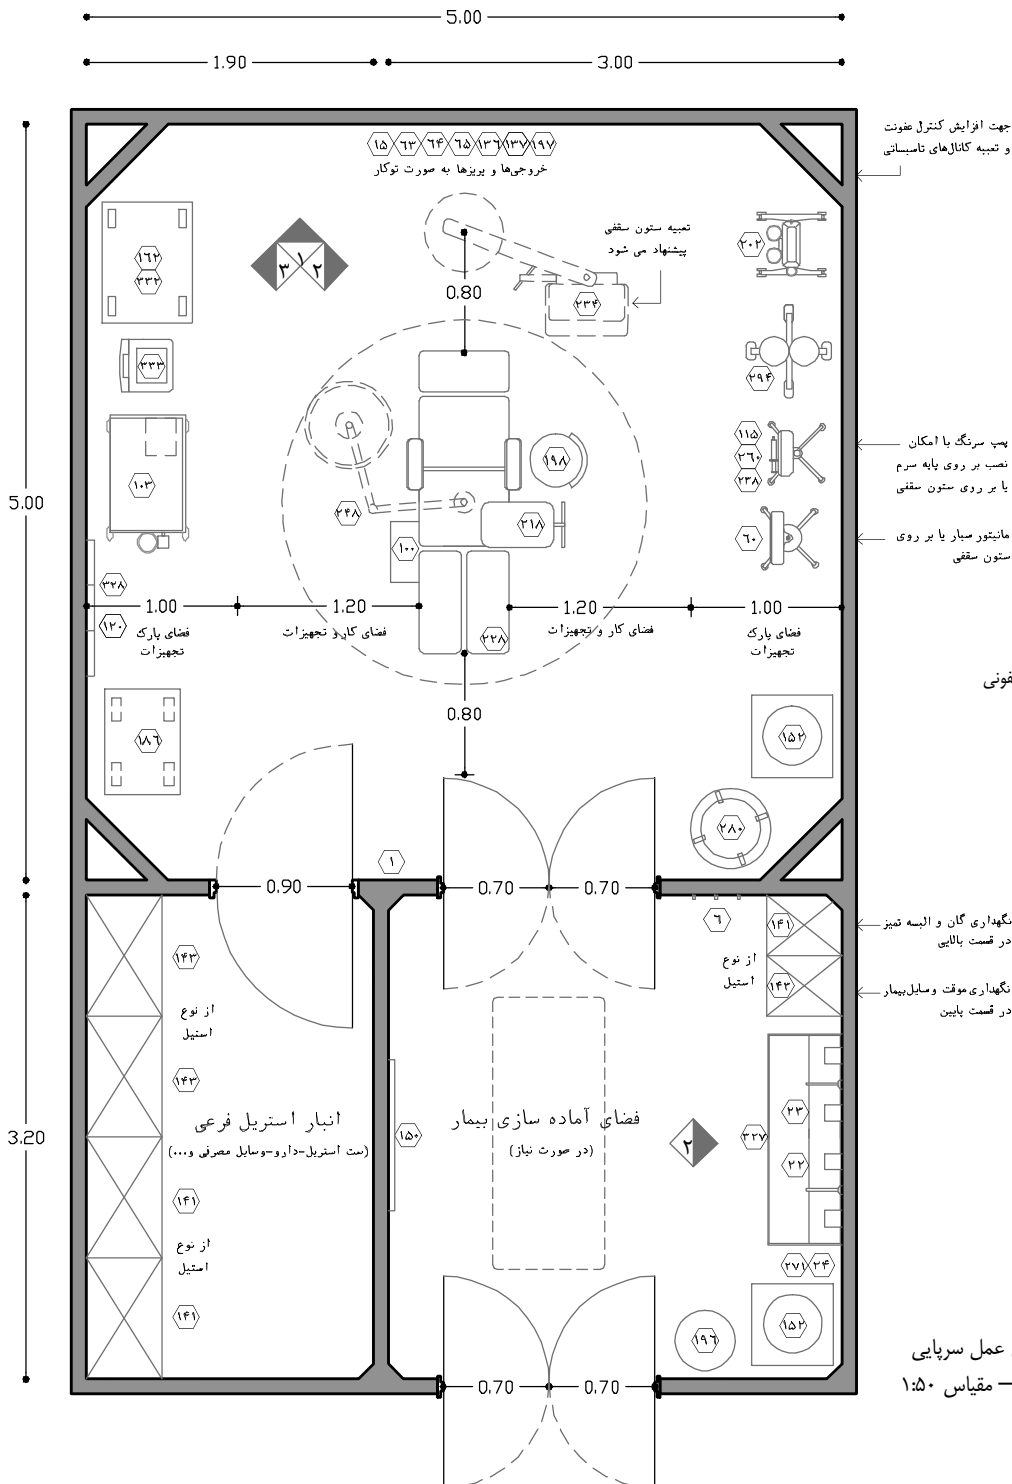 5.00
1.90
3.00
جهت افزایش کنترل عفونت
و تعبیه کانال‌های تاسیساتی
۱۵ ۶۳ ۶۴ ۶۵ ۱۳۶ ۱۳۷ ۱۹۷
خروجی‌ها و پریزها به صورت توکار
تعبیه ستون سقفی
پیشنهاد می شود
۱۶۲
۳۳۲
۳ ۱ ۲
0.80
۲۳۴
۲۰۲
۳۳۳
۲۹۴
پمپ سرنگ با امکان
نصب بر روی پایه سرم
یا بر روی ستون سقفی
۱۱۵
۲۶۰
۲۳۸
۱۹۸
۱۰۳
5.00
۲۴۸
۲۱۸
۶۰
مانیتور سیار یا بر روی
ستون سقفی
۱۰۰
۳۲۸
1.00
1.20
1.20
1.00
۱۲۰
فضای پارک
تجهیزات
فضای کار و تجهیزات
۲۲۸
فضای کار و تجهیزات
فضای پارک
تجهیزات
فونی
0.80
۱۸۶
۱۵۲
۲۸۰
۱
0.90
0.70
0.70
۶
۱۴۱
نگهداری گان و البسه تمیز
در قسمت بالایی
۱۴۳
از نوع
استیل
۱۴۳
نگهداری موقت وسایل بیمار
در قسمت پایین
از نوع
استیل
۱۴۳
3.20
انبار استریل فرعی
(ست استریل-دارو-وسایل مصرفی و...)
۱۵۰
فضای آماده سازی بیمار
(در صورت نیاز)
۲
۳۲۷
۲۳
۲۲
۱۴۱
از نوع
استیل
۲۷۱ ۲۴
۱۴۱
۱۹۶
۱۵۲
عمل سرپایی
– مقیاس ۱:۵۰
0.70
0.70